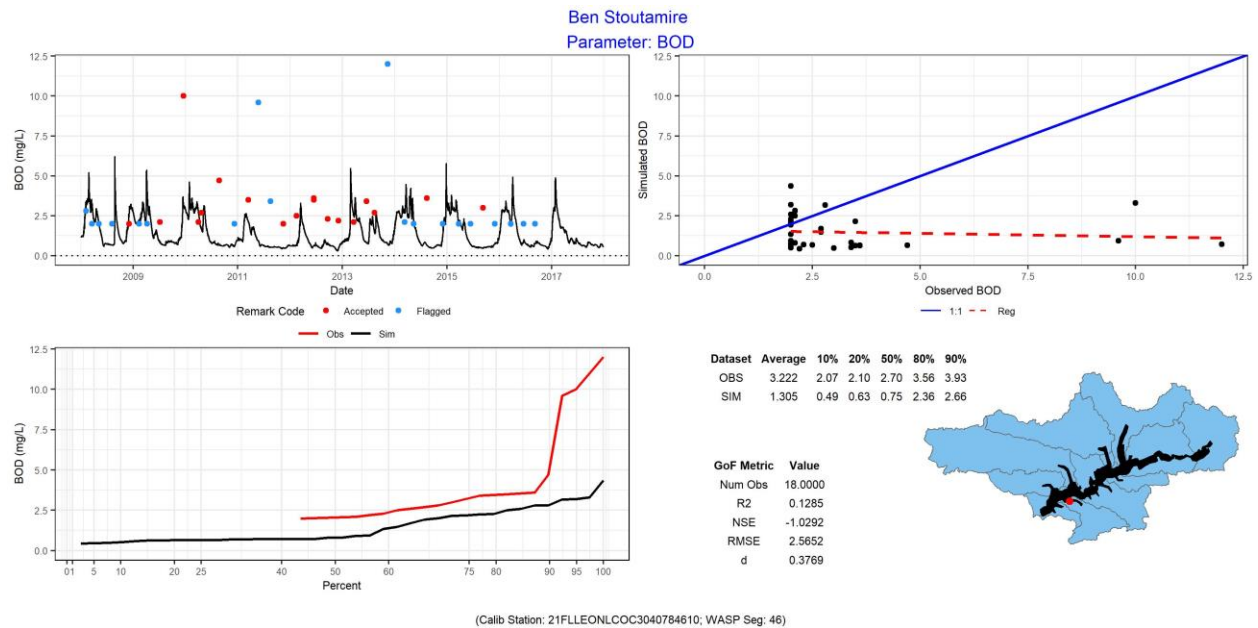 Ben Stoutamire
Parameter: BOD
12.5
10.0
7.5
5.0
2.5
0.0
BOD (mg/L)
2009 2011 2013 2015 2017
Date
Remark Code Accepted Flagged
Obs Sim
12.5
10.0
7.5
5.0
2.5
0.0
Simulated BOD
0.0 2.5 5.0 7.5 10.0 12.5
Observed BOD
1:1 Reg
12.5
10.0
7.5
5.0
2.5
0.0
BOD (mg/L)
0 1 5 10 20 25 40 50 60 75 80 90 95 100
Percent
Dataset Average 10% 20% 50% 80% 90%
OBS 3.222 2.07 2.10 2.70 3.56 3.93
SIM 1.305 0.49 0.63 0.75 2.36 2.66
GoF Metric Value
Num Obs 18.0000
R2 0.1285
NSE -1.0292
RMSE 2.5652
d 0.3769
(Calib Station: 21FLLEONLCOC3040784610; WASP Seg: 46)